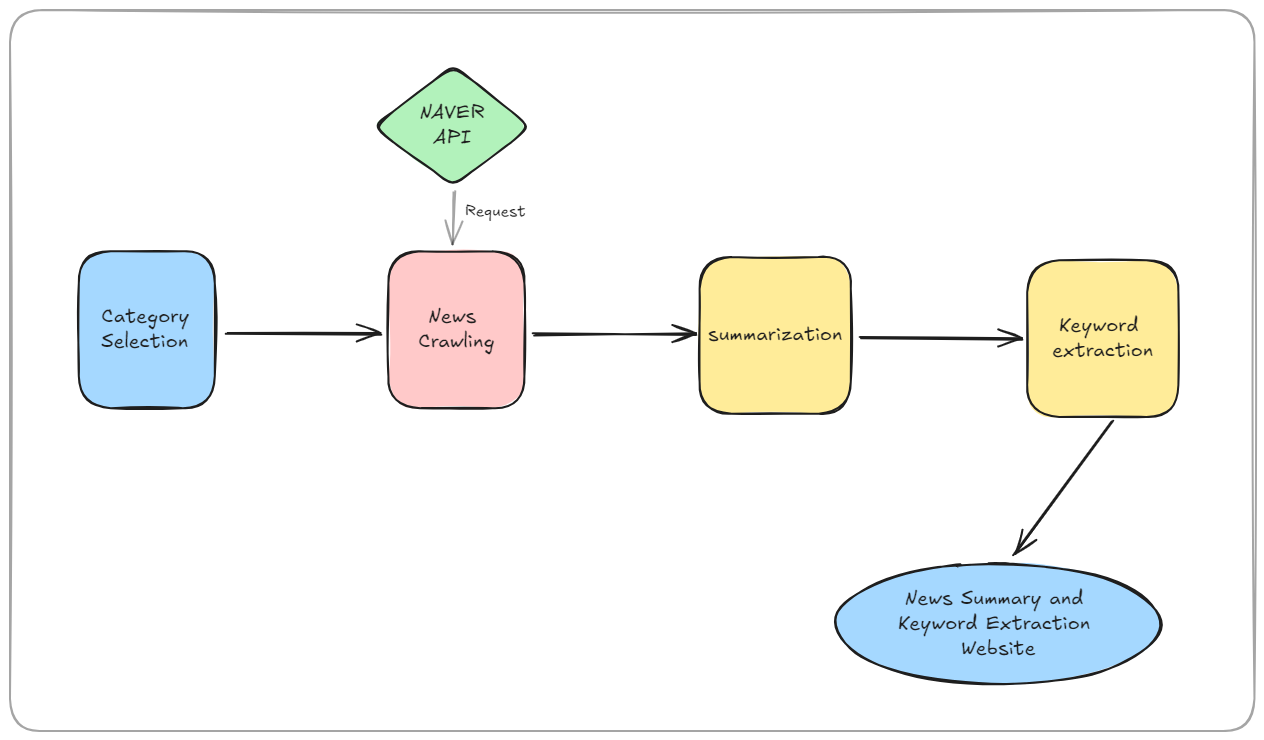 NAVER
API
Request
Category
Selection
News
Crawling
summarization
Keyword
extraction
News Summary and
Keyword Extraction
Website